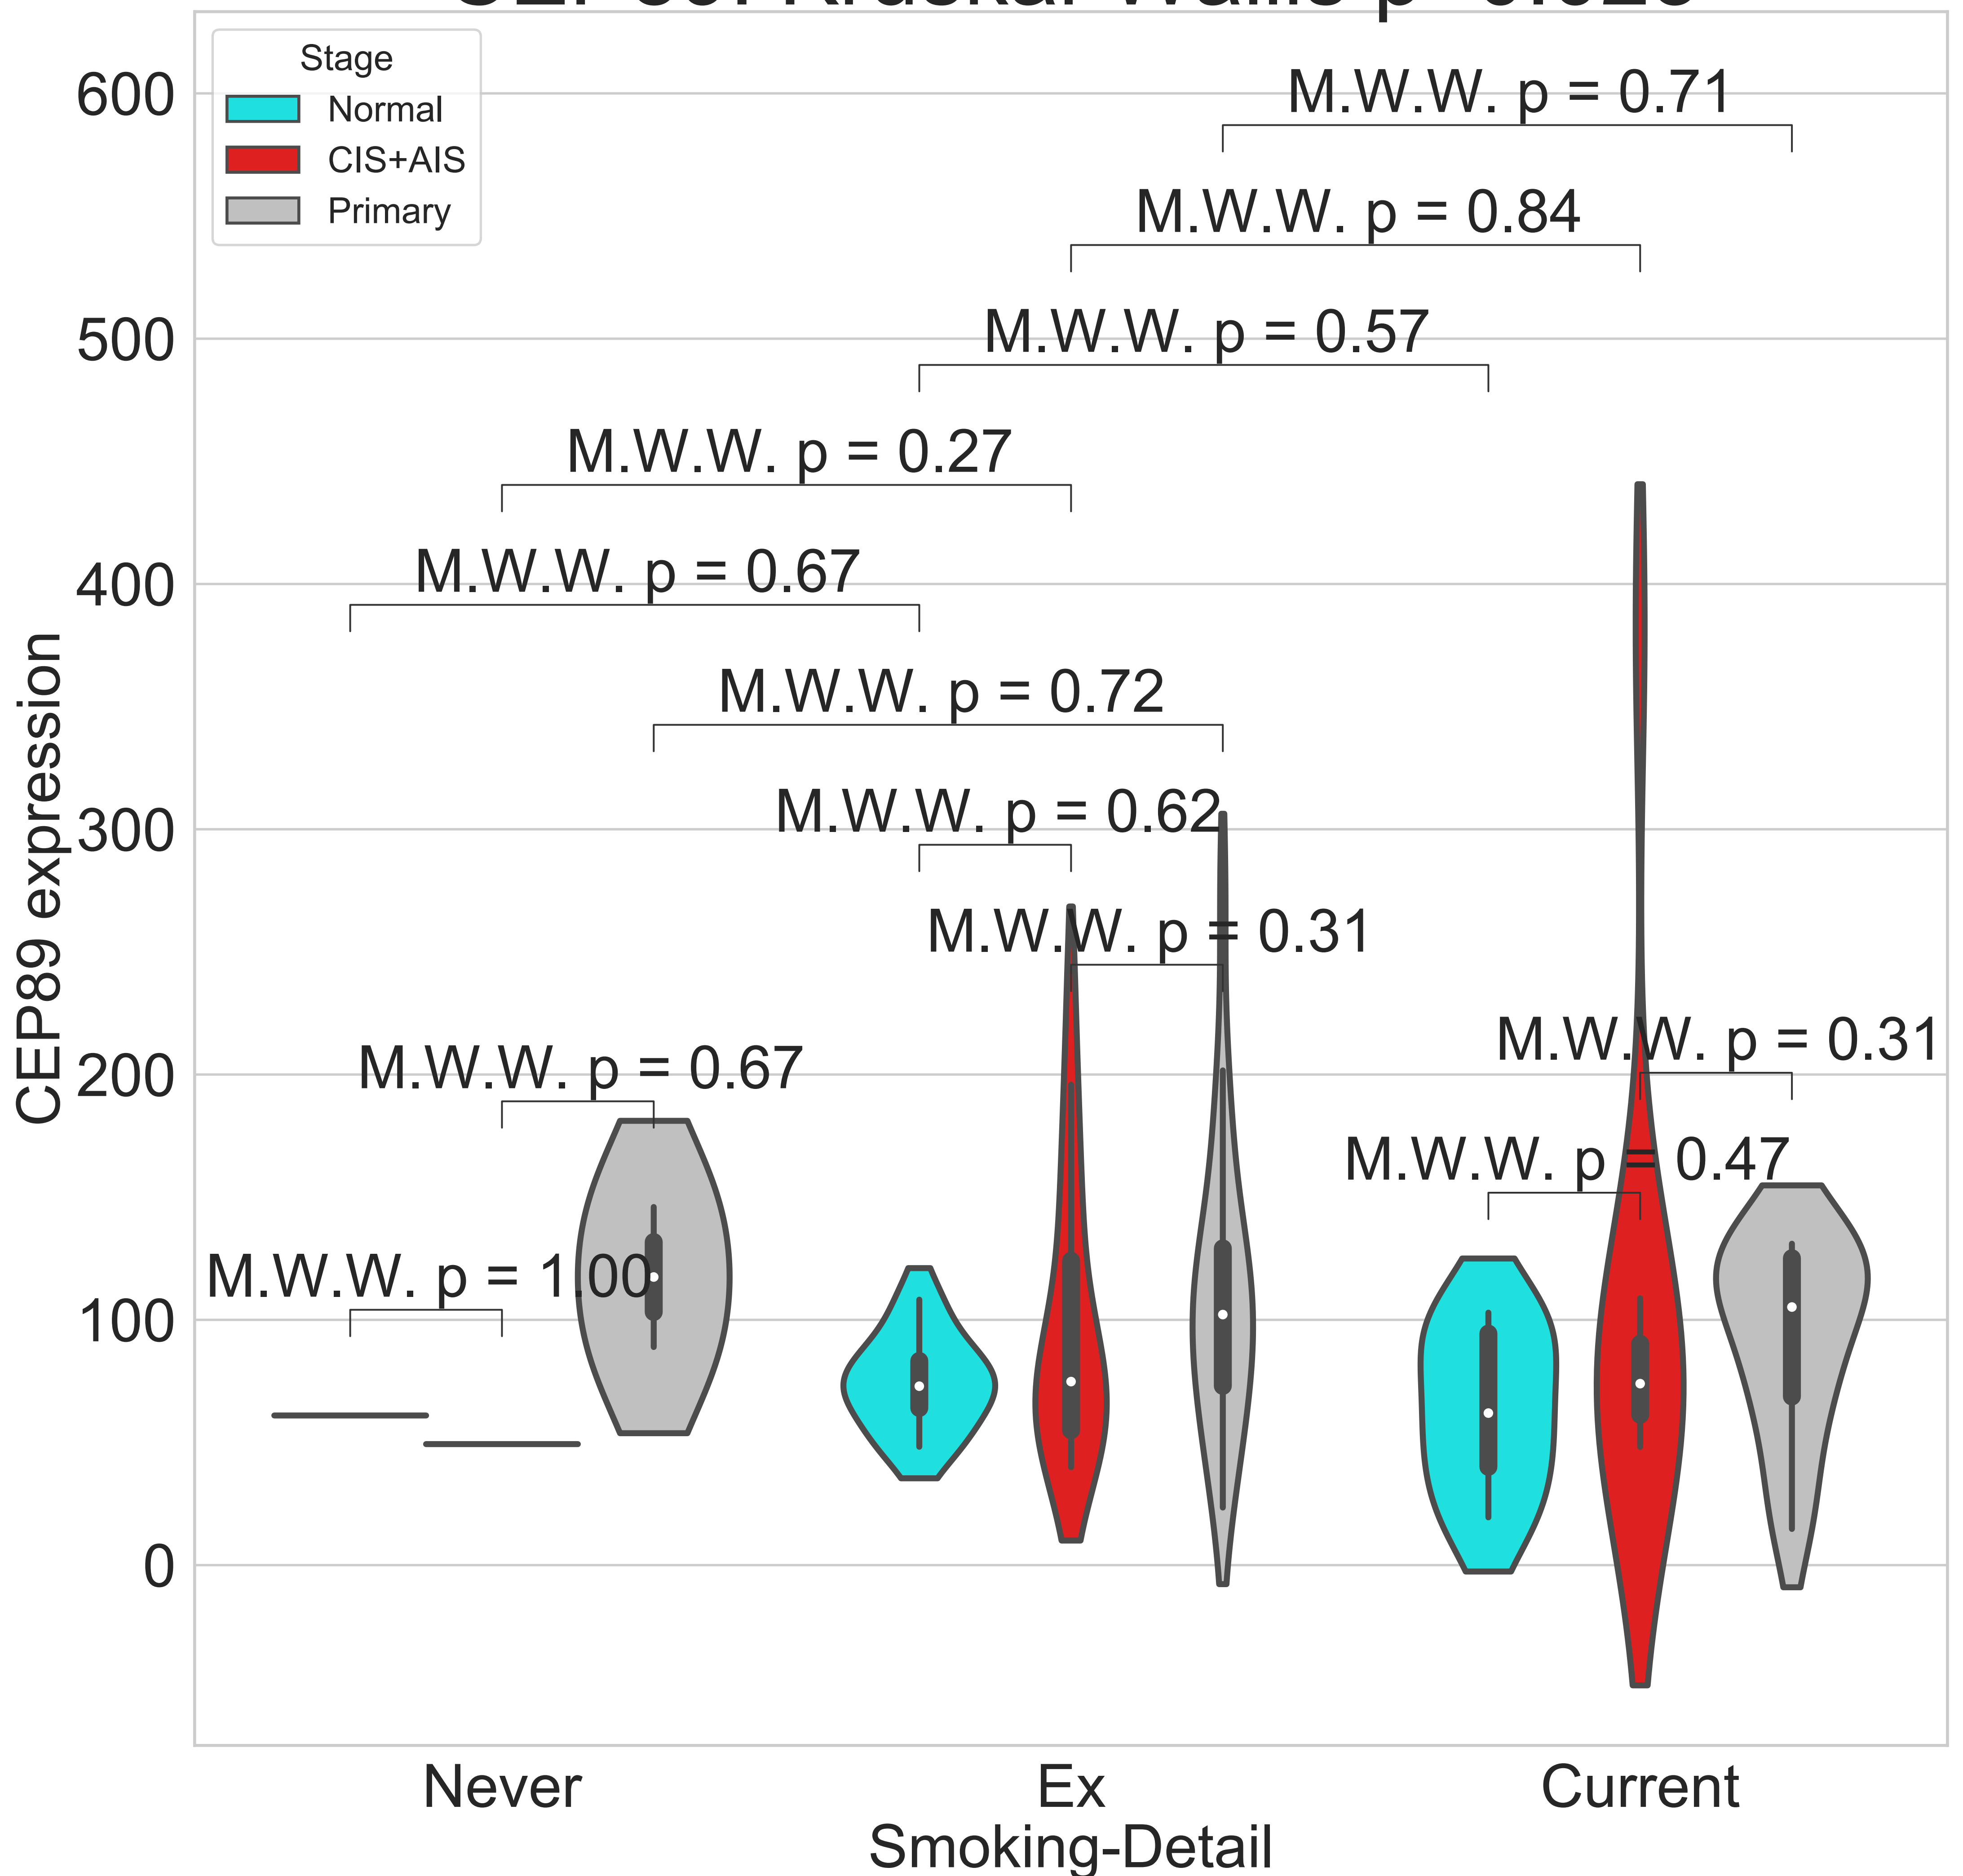 Stage
Normal
CIS+AIS
Primary
M.W.W. p = 0.71
M.W.W. p = 0.84
M.W.W. p = 0.57
M.W.W. p = 0.27
M.W.W. p = 0.67
M.W.W. p = 0.72
M.W.W. p = 0.62
M.W.W. p = 0.31
M.W.W. p = 0.31
M.W.W. p = 0.67
M.W.W. p = 0.47
M.W.W. p = 1.00
600
500
400
300
200
100
0
CEP89 expression
Never Ex Current
Smoking-Detail